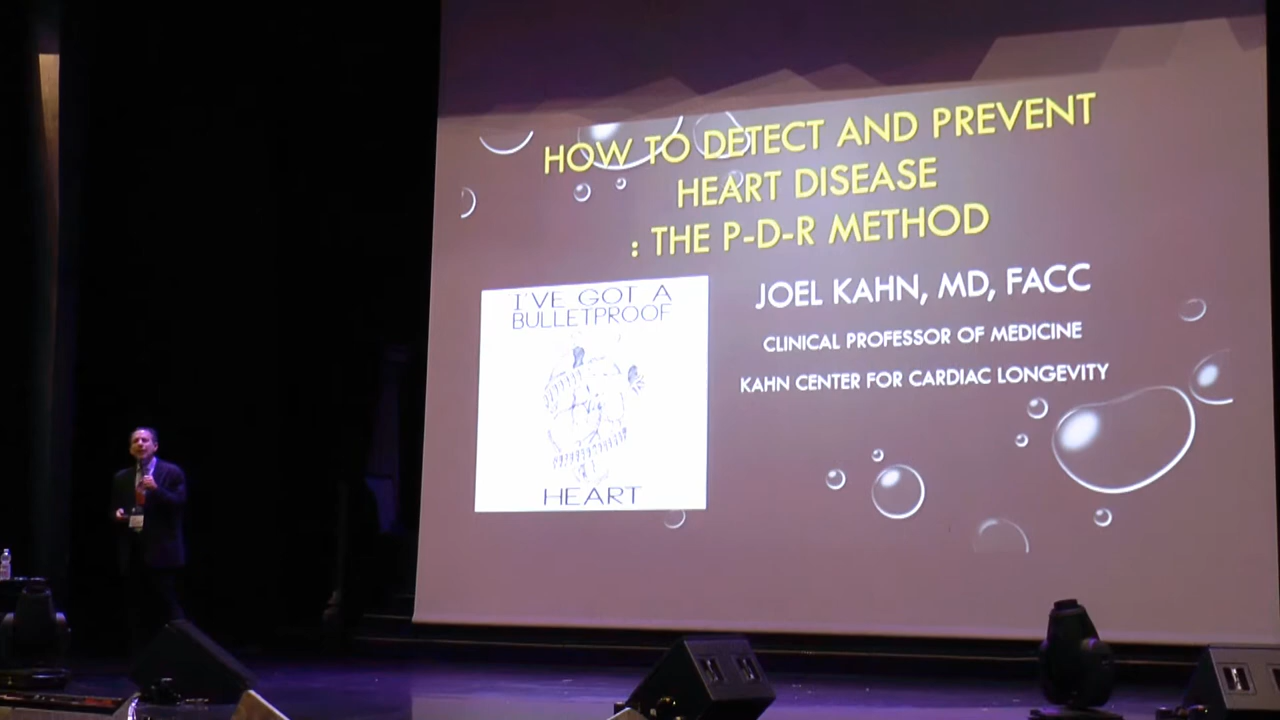 HOW TO DETECT AND PREVENT
HEART DISEASE
: THE P-D-R METHOD
I'VE GOT A
BULLETPROOF
HEART
JOEL KAHN, MD, FACC
CLINICAL PROFESSOR OF MEDICINE
KAHN CENTER FOR CARDIAC LONGEVITY